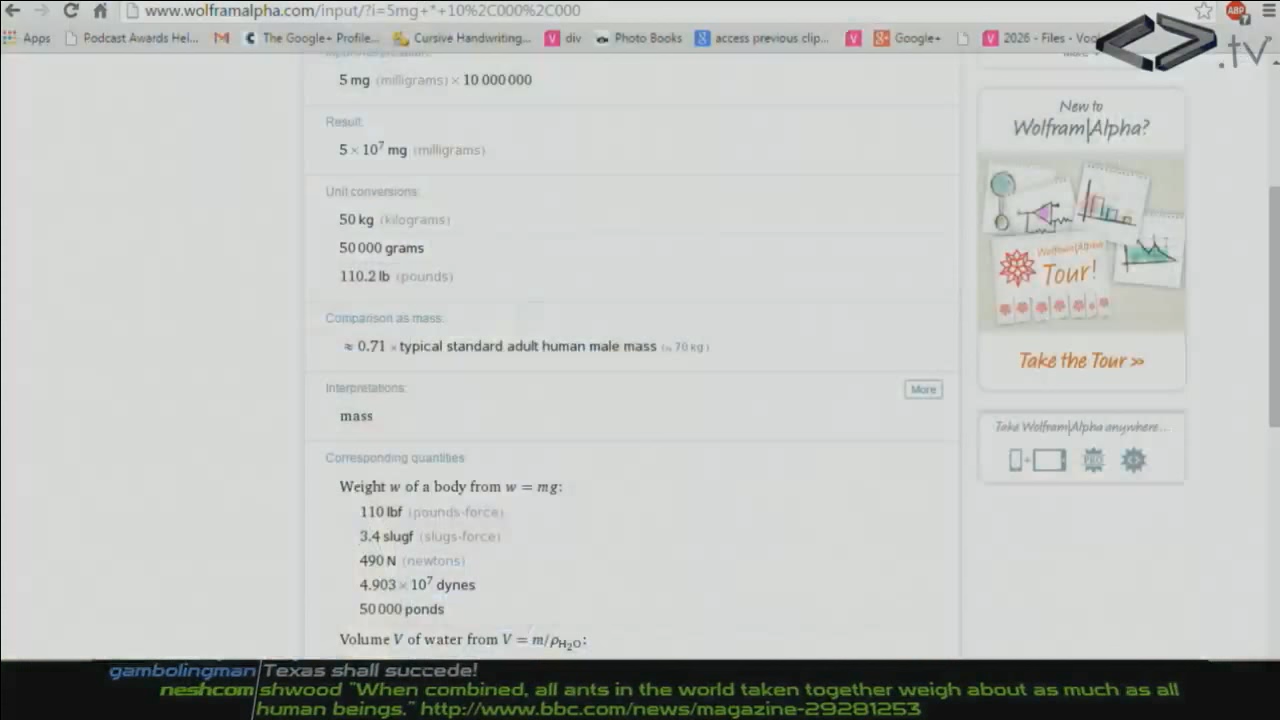 www.wolframalpha.com/input/?i=5mg+*+10%2C000%2C000
ABP
7
Apps Podcast Awards Hel... The Google+ Profile... Cursive Handwriting... div Photo Books access previous clip... Google+ 2026 - Files - Voo
<>.tv
5 mg (milligrams) × 10 000 000
Result:
5 × 10⁷ mg (milligrams)
Unit conversions:
50 kg (kilograms)
50 000 grams
110.2 lb (pounds)
Comparison as mass:
≈ 0.71 × typical standard adult human male mass (≈ 70 kg)
Interpretations:
More
mass
Corresponding quantities:
Weight w of a body from w = mg:
110 lbf (pounds-force)
3.4 slugf (slugs-force)
490 N (newtons)
4.903 × 10⁷ dynes
50 000 ponds
Volume V of water from V = m/ρH₂O:
New to
Wolfram|Alpha?
Wolfram|Alpha
Tour!
Take the Tour »
Take Wolfram|Alpha anywhere...
PRO
gambolingman Texas shall succede!
neshcom shwood "When combined, all ants in the world taken together weigh about as much as all
human beings." http://www.bbc.com/news/magazine-29281253